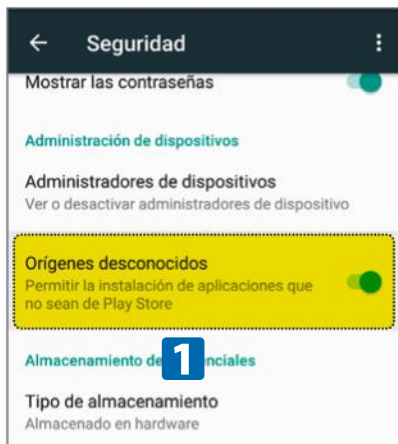 Seguridad
Mostrar las contraseñas
Administración de dispositivos
Administradores de dispositivos
Ver o desactivar administradores de dispositivo
Orígenes desconocidos
Permitir la instalación de aplicaciones que
no sean de Play Store
1
Almacenamiento de nciales
Tipo de almacenamiento
Almacenado en hardware